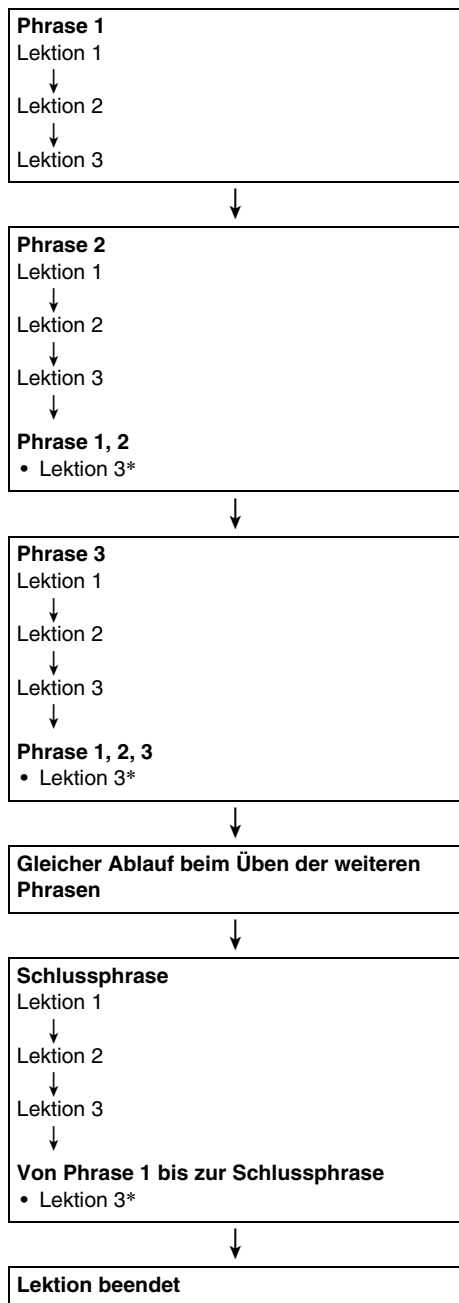 Phrase 1
Lektion 1
Lektion 2
Lektion 3
Phrase 2
Lektion 1
Lektion 2
Lektion 3
Phrase 1, 2
• Lektion 3*
Phrase 3
Lektion 1
Lektion 2
Lektion 3
Phrase 1, 2, 3
• Lektion 3*
Gleicher Ablauf beim Üben der weiteren
Phrasen
Schlussphrase
Lektion 1
Lektion 2
Lektion 3
Von Phrase 1 bis zur Schlussphrase
• Lektion 3*
Lektion beendet